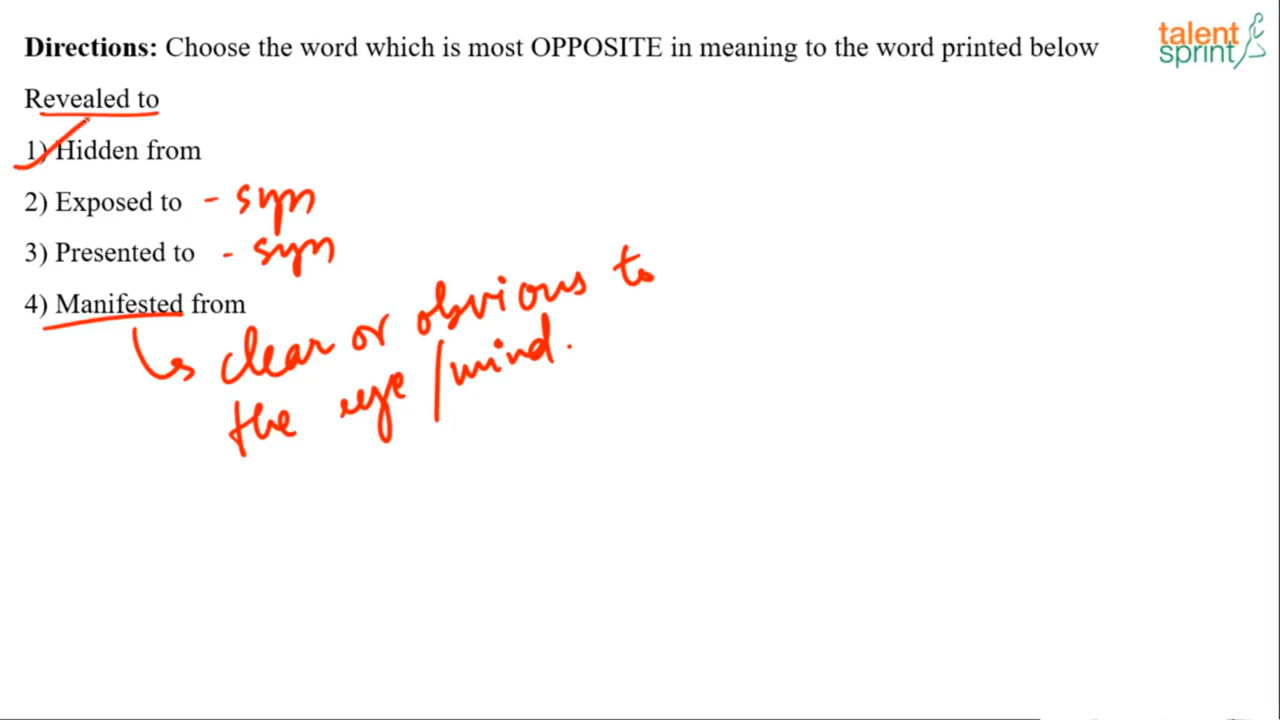 Directions: Choose the word which is most OPPOSITE in meaning to the word printed below
talent
sprint
Revealed to
1) Hidden from
2) Exposed to - syn
3) Presented to - syn
4) Manifested from
clear or obvious to
the eye/mind.